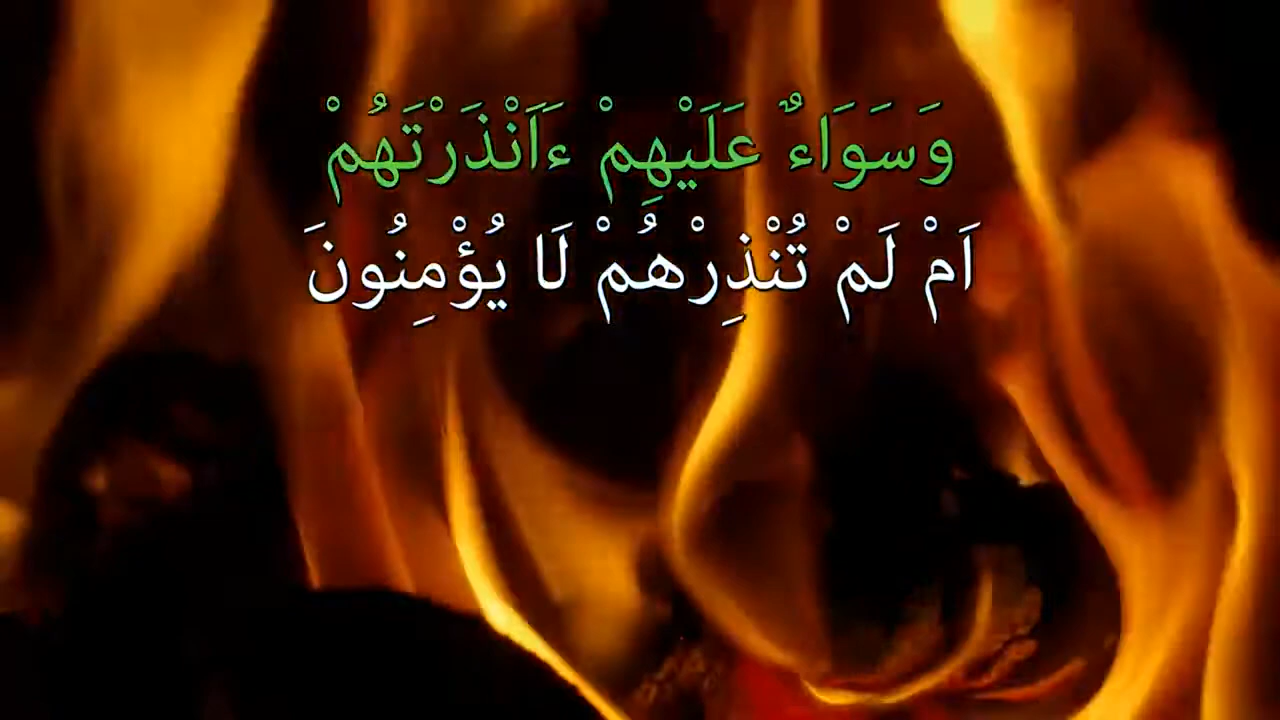 وَسَوَاءٌ عَلَيْهِمْ ءَاَنْذَرْتَهُمْ
اَمْ لَمْ تُنْذِرْهُمْ لَا يُؤْمِنُونَ